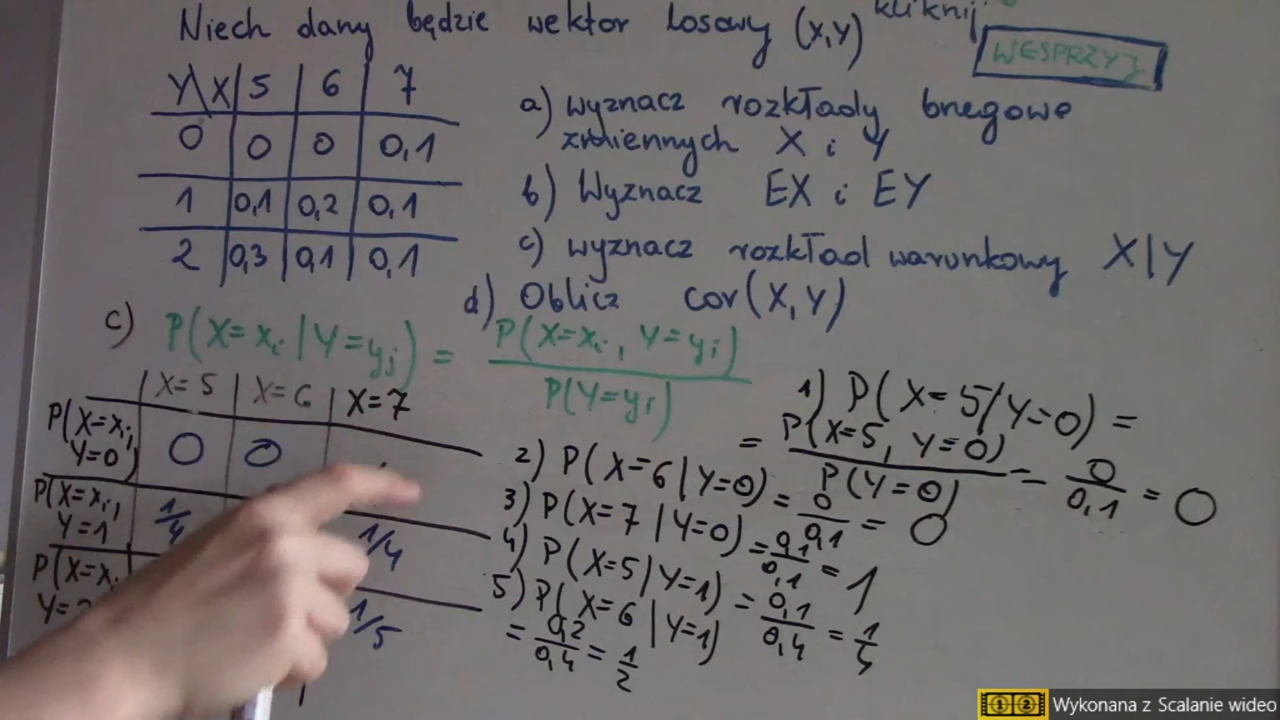 Niech dany będzie wektor losowy (X,Y) kliknij
WESPRZYJ
Y\X 5 6 7
0 0 0 0,1
1 0,1 0,2 0,1
2 0,3 0,1 0,1
a) wyznacz rozkłady bregowe
zmiennych X i Y
b) Wyznacz EX i EY
c) wyznacz rozkład warunkowy X|Y
d) Oblicz cor(X,Y)
c) P(X=xi | Y=yj) = P(X=xi, Y=yi) / P(Y=yi)
X=5 X=6 X=7
P(X=xi, Y=0) 0 0
P(X=xi, Y=1) 1/4 1/4
P(X=xi Y= 1/5
1) P(X=5/Y=0) =
= P(X=5, Y=0) / P(Y=0) = 0/0,1 = 0
2) P(X=6 | Y=0) = 0/0,1 = 0
3) P(X=7 | Y=0) = 0,1/0,1 = 1
4) P(X=5 | Y=1) = 0,1/0,4 = 1/4
5) P(X=6 | Y=1)
= 0,2/0,4 = 1/2
Wykonana z Scalanie wideo